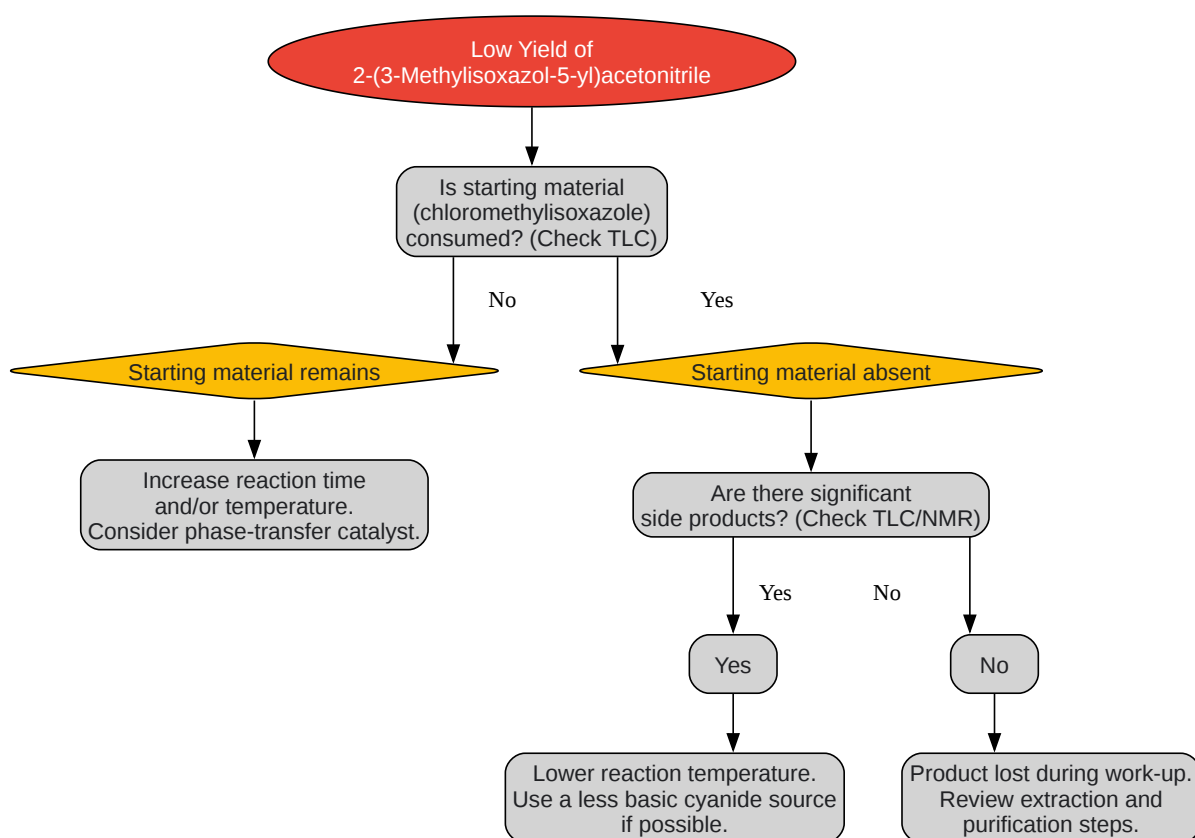 Low Yield of
2-(3-Methylisoxazol-5-yl)acetonitrile
Is starting material
(chloromethylisoxazole)
consumed? (Check TLC)
No
Yes
Starting material remains
Starting material absent
Increase reaction time
and/or temperature.
Consider phase-transfer catalyst.
Are there significant
side products? (Check TLC/NMR)
Yes
No
Yes
No
Lower reaction temperature.
Use a less basic cyanide source
if possible.
Product lost during work-up.
Review extraction and
purification steps.